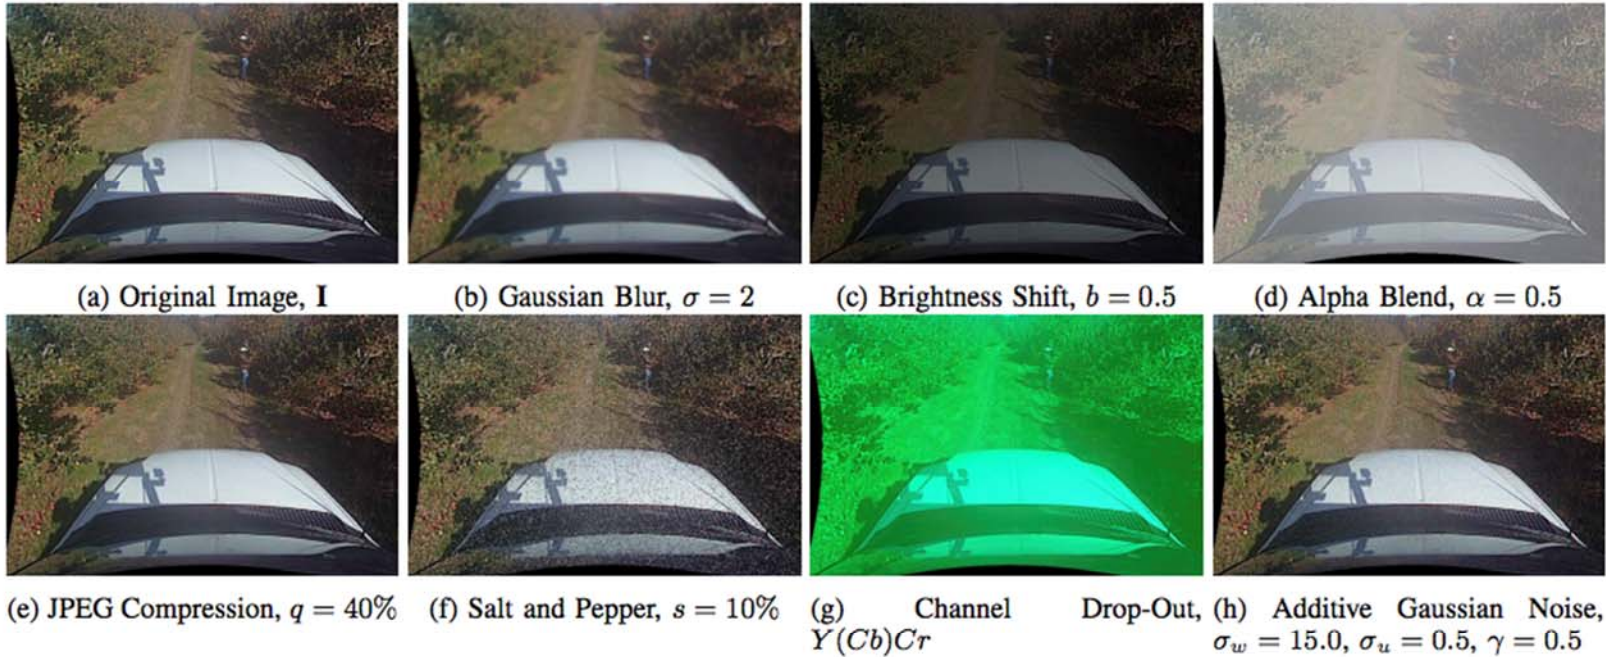 (a) Original Image, I
(b) Gaussian Blur, σ = 2
(c) Brightness Shift, b = 0.5
(d) Alpha Blend, α = 0.5
(e) JPEG Compression, q = 40%
(f) Salt and Pepper, s = 10%
(g) Channel Drop-Out,
Y(Cb)Cr
(h) Additive Gaussian Noise,
σw = 15.0, σu = 0.5, γ = 0.5